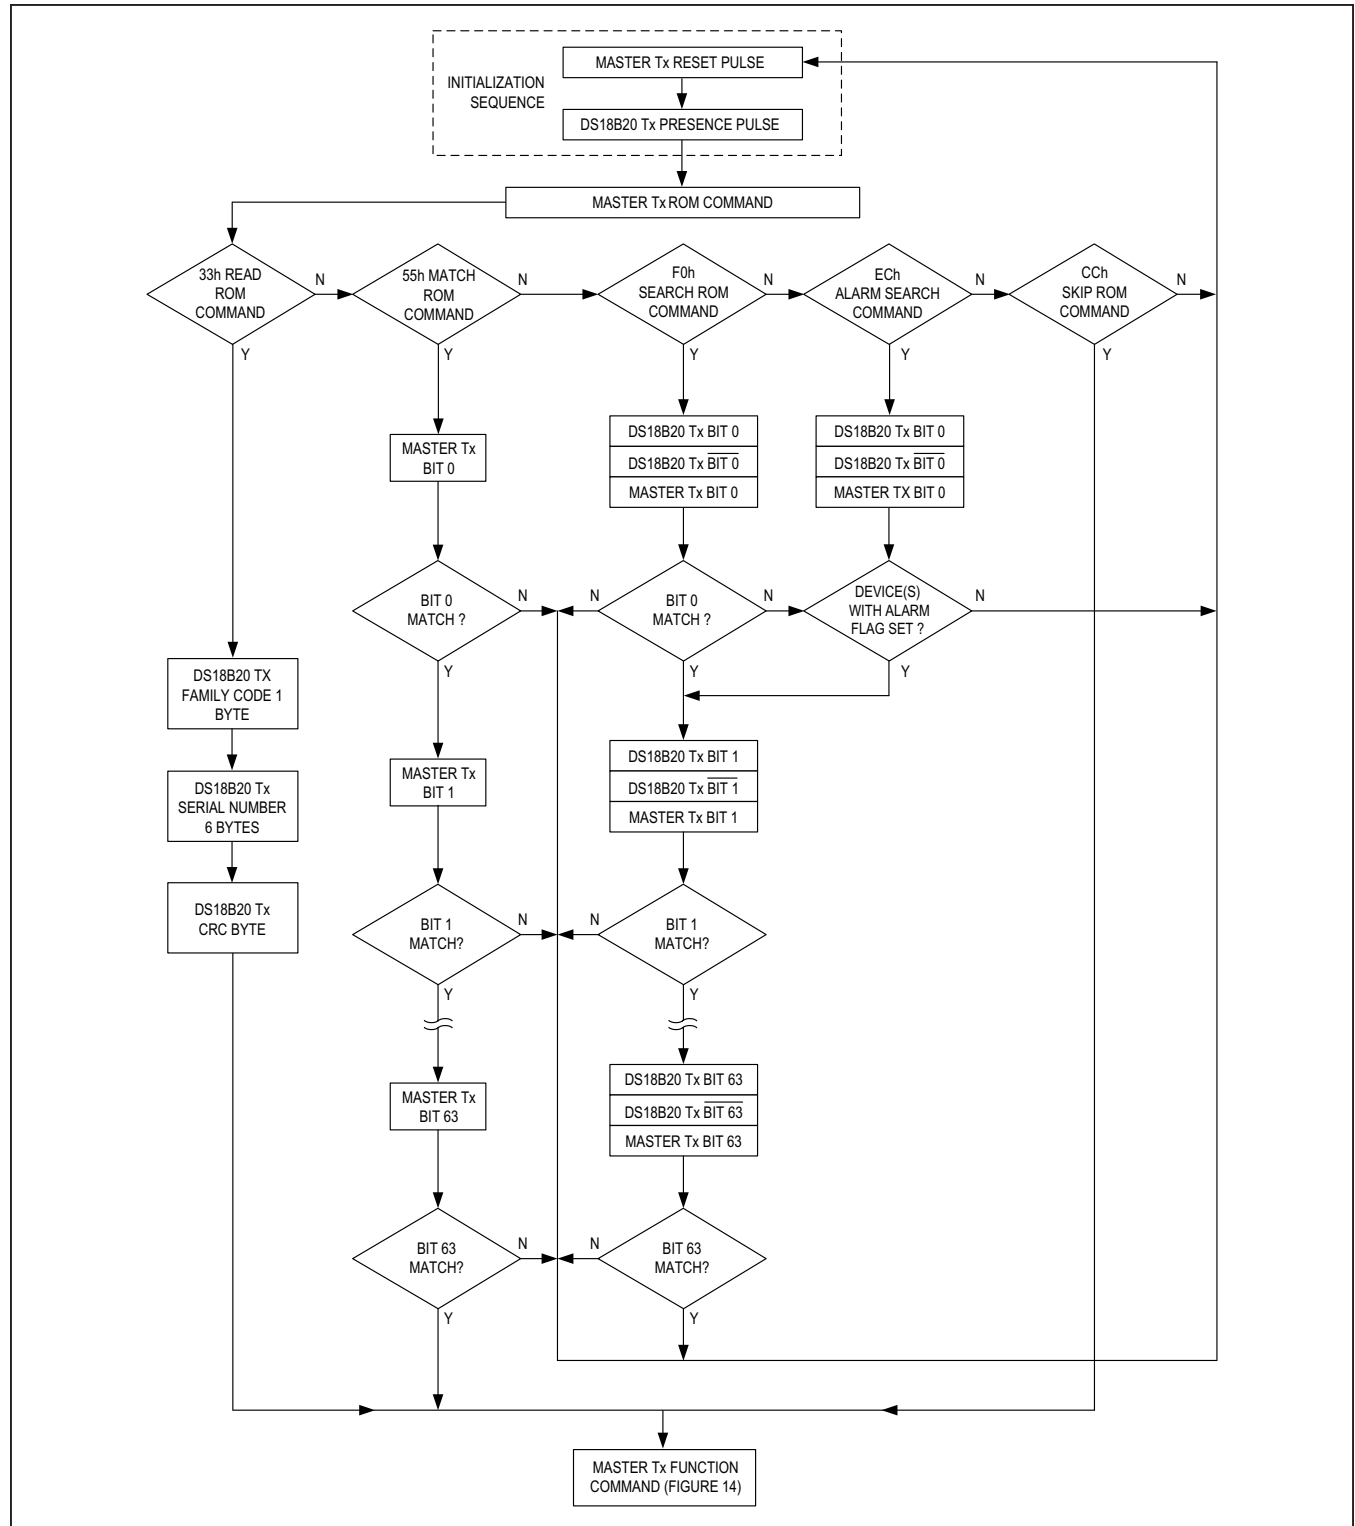 MASTER Tx RESET PULSE
INITIALIZATION
SEQUENCE
DS18B20 Tx PRESENCE PULSE
MASTER Tx ROM COMMAND
33h READ
ROM
COMMAND
N
Y
55h MATCH
ROM
COMMAND
N
Y
F0h
SEARCH ROM
COMMAND
N
Y
ECh
ALARM SEARCH
COMMAND
N
Y
CCh
SKIP ROM
COMMAND
N
Y
MASTER Tx
BIT 0
DS18B20 Tx BIT 0
DS18B20 Tx BIT 0
MASTER Tx BIT 0
DS18B20 Tx BIT 0
DS18B20 Tx BIT 0
MASTER TX BIT 0
BIT 0
MATCH ?
N
Y
N
BIT 0
MATCH ?
N
Y
DEVICE(S)
WITH ALARM
FLAG SET ?
N
Y
DS18B20 TX
FAMILY CODE 1
BYTE
DS18B20 Tx
SERIAL NUMBER
6 BYTES
DS18B20 Tx
CRC BYTE
MASTER Tx
BIT 1
DS18B20 Tx BIT 1
DS18B20 Tx BIT 1
MASTER Tx BIT 1
BIT 1
MATCH?
N
Y
N
BIT 1
MATCH?
Y
MASTER Tx
BIT 63
DS18B20 Tx BIT 63
DS18B20 Tx BIT 63
MASTER Tx BIT 63
BIT 63
MATCH?
N
Y
N
BIT 63
MATCH?
Y
MASTER Tx FUNCTION
COMMAND (FIGURE 14)